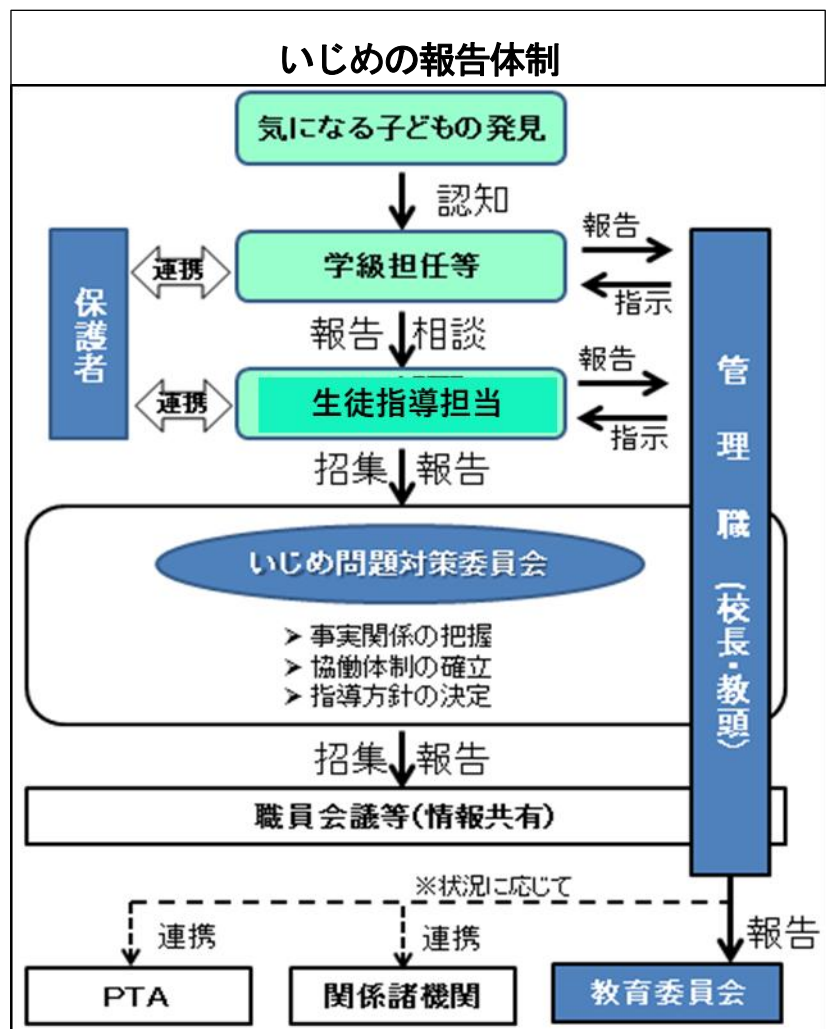 いじめの報告体制
気になる子どもの発見
認知
保護者
連携
学級担任等
報告
指示
報告 相談
連携
生徒指導担当
報告
指示
管理職(校長・教頭)
招集 報告
いじめ問題対策委員会
➤ 事実関係の把握
➤ 協働体制の確立
➤ 指導方針の決定
招集 報告
職員会議等(情報共有)
※状況に応じて
連携
連携
報告
PTA
関係諸機関
教育委員会